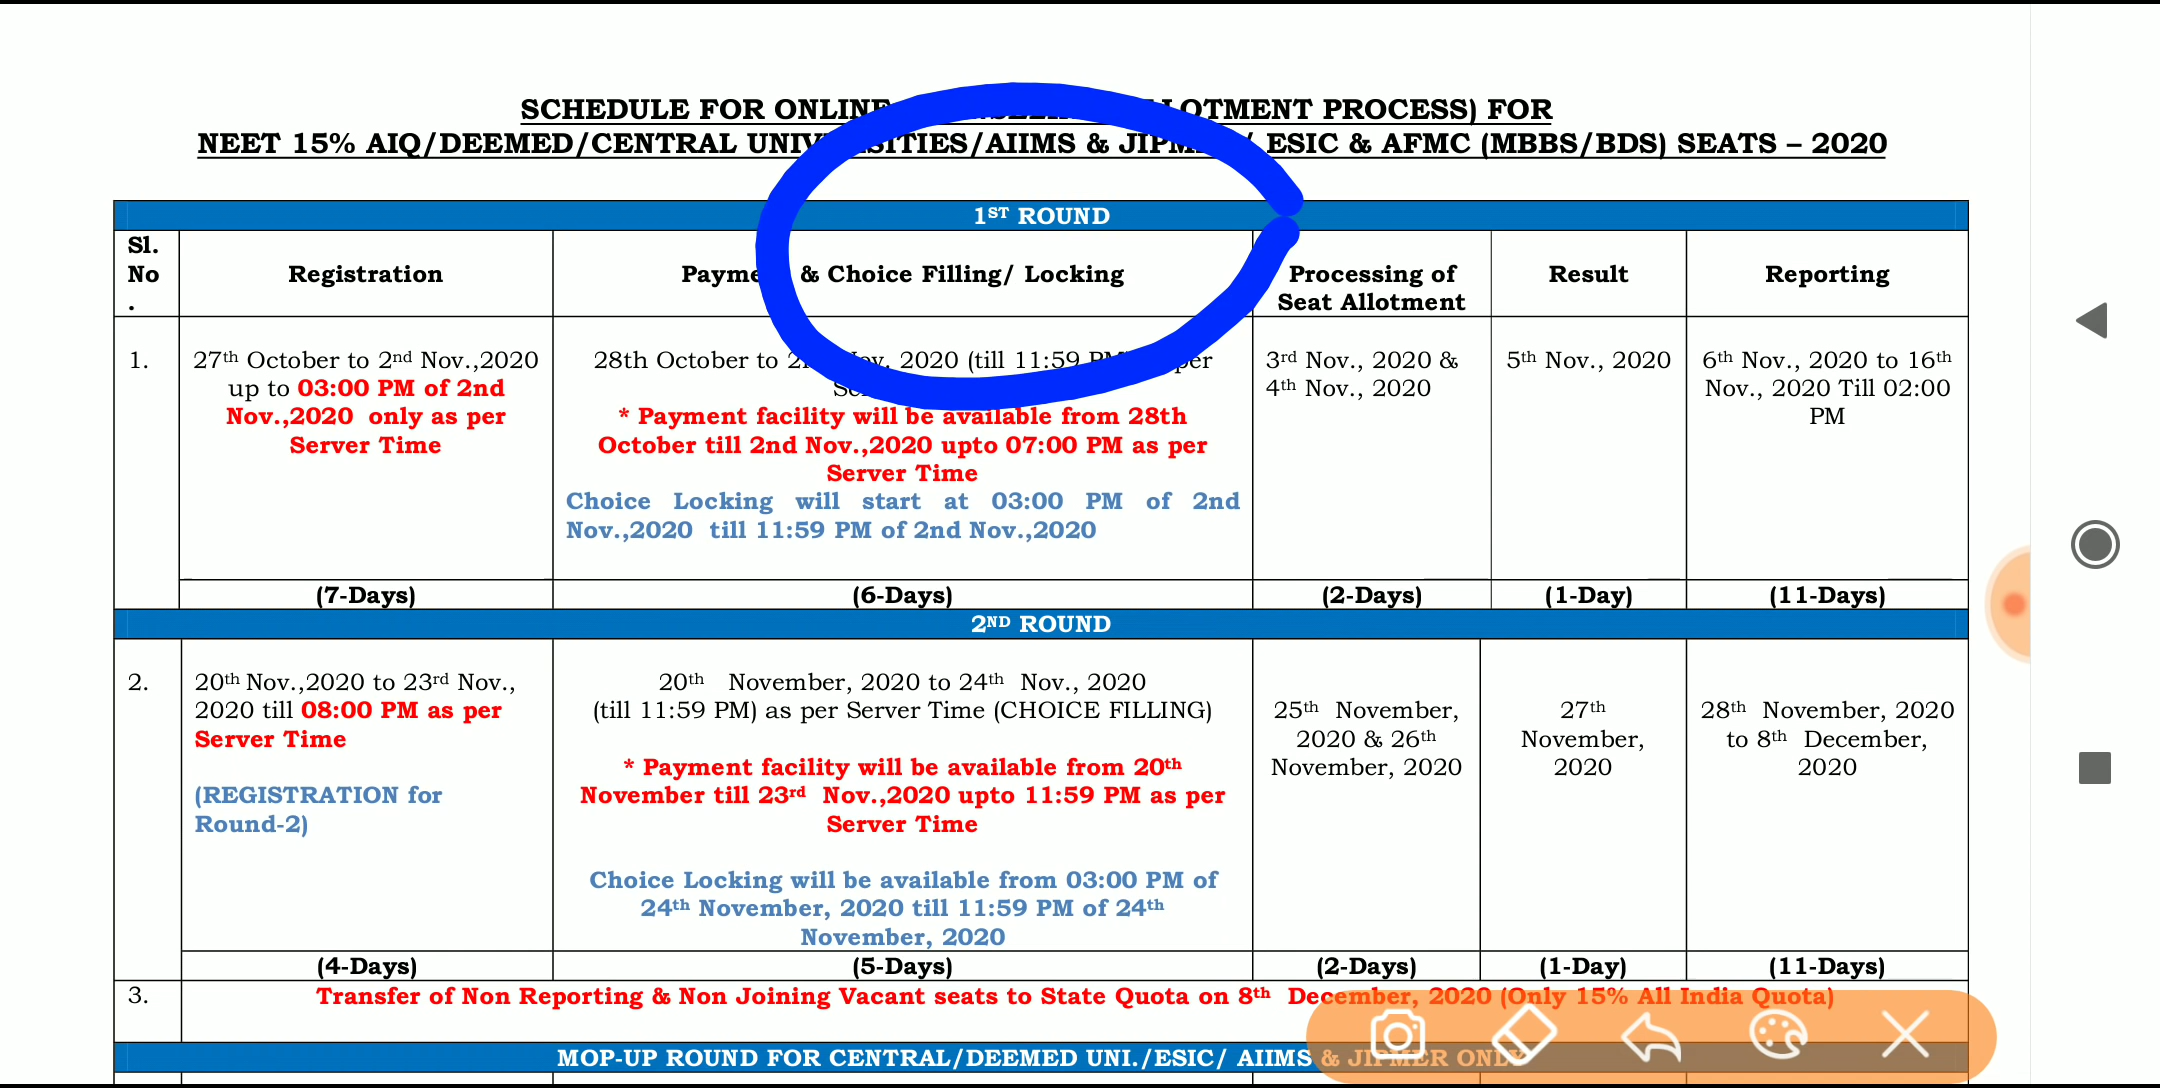 SCHEDULE FOR ONLINE LOTMENT PROCESS) FOR
NEET 15% AIQ/DEEMED/CENTRAL UNIVERSITIES/AIIMS & JIPMER/ ESIC & AFMC (MBBS/BDS) SEATS – 2020
1ST ROUND
Sl. No .
Registration
Payment & Choice Filling/ Locking
Processing of
Seat Allotment
Result
Reporting
1.
27th October to 2nd Nov.,2020
up to 03:00 PM of 2nd
Nov.,2020 only as per
Server Time
28th October to 2nd Nov, 2020 (till 11:59 PM) per
* Payment facility will be available from 28th
October till 2nd Nov.,2020 upto 07:00 PM as per
Server Time
Choice Locking will start at 03:00 PM of 2nd
Nov.,2020 till 11:59 PM of 2nd Nov.,2020
3rd Nov., 2020 &
4th Nov., 2020
5th Nov., 2020
6th Nov., 2020 to 16th
Nov., 2020 Till 02:00
PM
(7-Days)
(6-Days)
(2-Days)
(1-Day)
(11-Days)
2ND ROUND
2.
20th Nov.,2020 to 23rd Nov.,
2020 till 08:00 PM as per
Server Time
(REGISTRATION for
Round-2)
20th November, 2020 to 24th Nov., 2020
(till 11:59 PM) as per Server Time (CHOICE FILLING)
* Payment facility will be available from 20th
November till 23rd Nov.,2020 upto 11:59 PM as per
Server Time
Choice Locking will be available from 03:00 PM of
24th November, 2020 till 11:59 PM of 24th
November, 2020
25th November,
2020 & 26th
November, 2020
27th
November,
2020
28th November, 2020
to 8th December,
2020
(4-Days)
(5-Days)
(2-Days)
(1-Day)
(11-Days)
3.
Transfer of Non Reporting & Non Joining Vacant seats to State Quota on 8th December, 2020 (Only 15% All India Quota)
MOP-UP ROUND FOR CENTRAL/DEEMED UNI./ESIC/ AIIMS & JIPMER ONLY